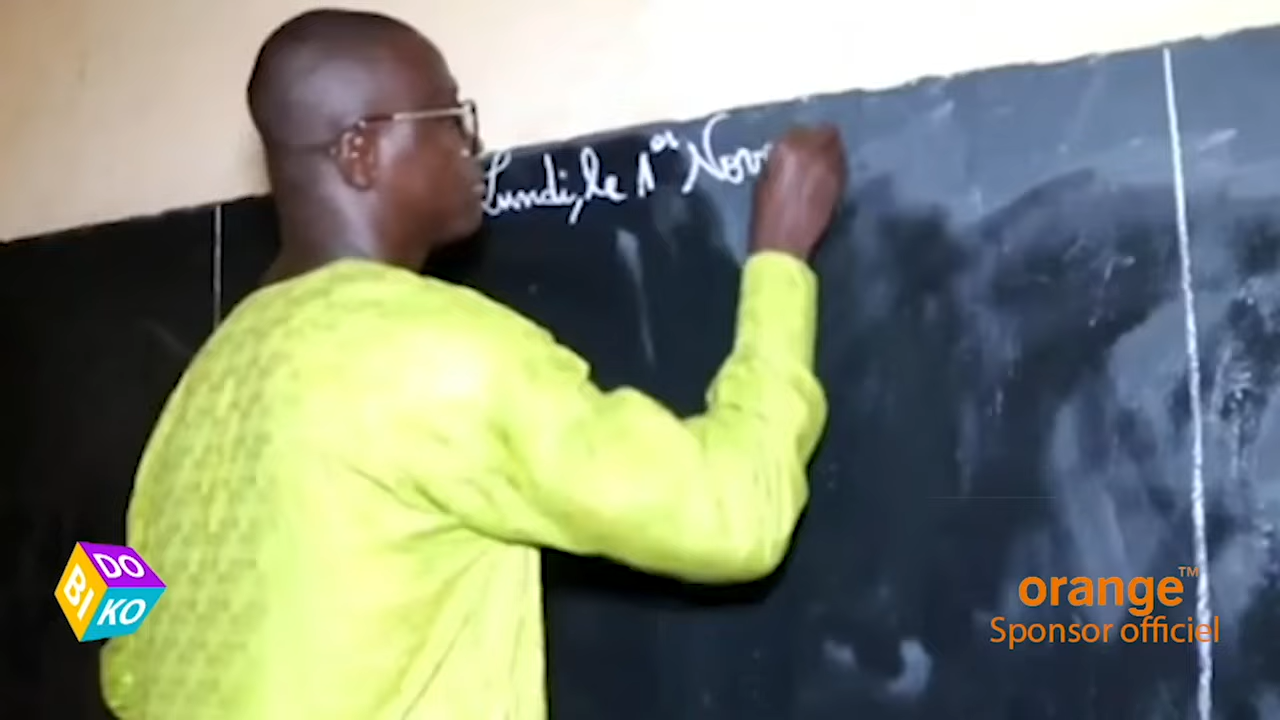 Lundi, le 1er Nov
DO
BI
KO
orange™
Sponsor officiel